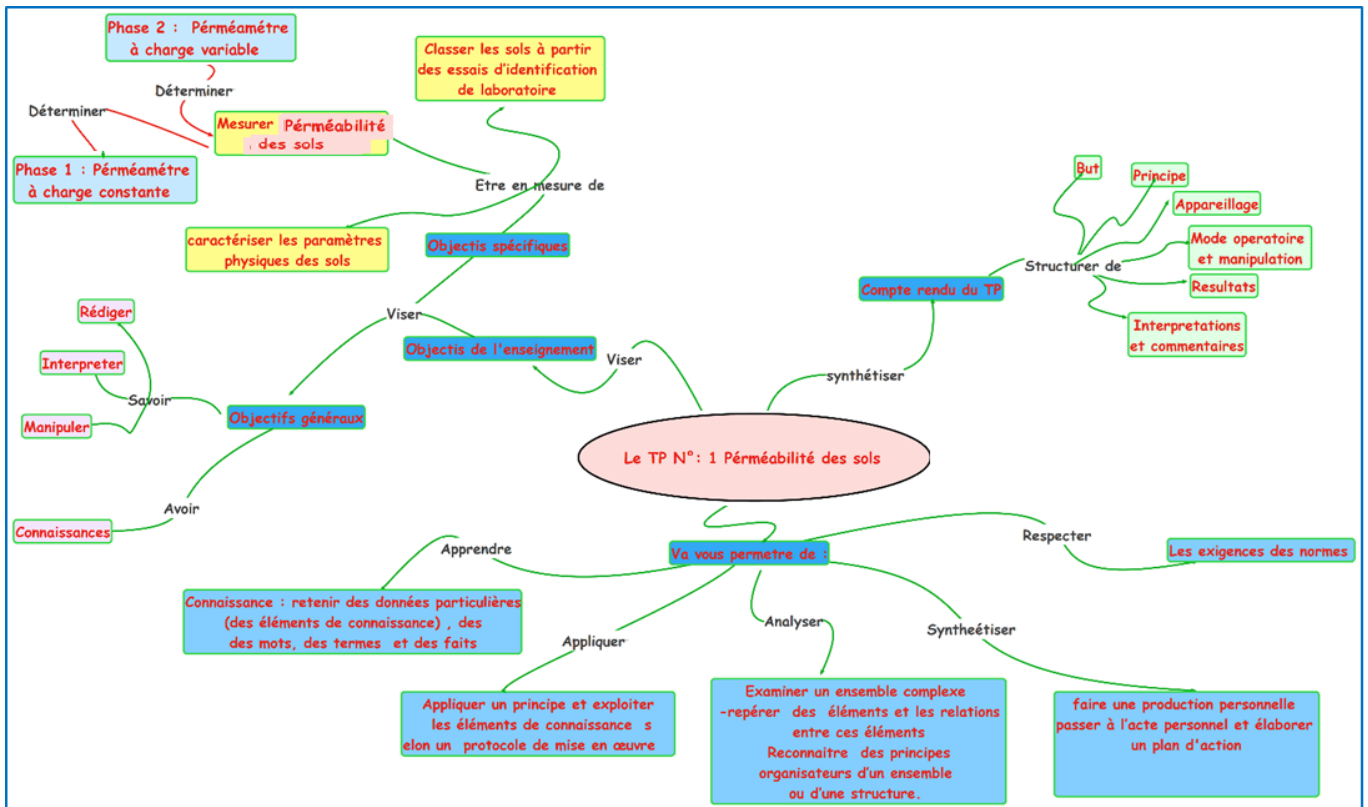 Phase 2 : Pérméamétre
à charge variable
Déterminer
Déterminer
Mesurer Pérméabilité
des sols
Phase 1 : Pérméamétre
à charge constante
Classer les sols à partir
des essais d'identification
de laboratoire
Etre en mesure de
caractériser les paramètres
physiques des sols
Objectis spécifiques
Viser
Objectis de l'enseignement
Viser
Rédiger
Interpreter
Savoir
Manipuler
Objectifs généraux
Avoir
Connaissances
But
Principe
Appareillage
Mode operatoire
et manipulation
Structurer de
Resultats
Interpretations
et commentaires
Compte rendu du TP
synthétiser
Le TP N°: 1 Pérméabilité des sols
Va vous permetre de :
Respecter
Les exigences des normes
Apprendre
Connaissance : retenir des données particulières
(des éléments de connaissance) , des
des mots, des termes et des faits
Appliquer
Appliquer un principe et exploiter
les éléments de connaissance s
elon un protocole de mise en œuvre
Analyser
Examiner un ensemble complexe
-repérer des éléments et les relations
entre ces éléments
Reconnaitre des principes
organisateurs d'un ensemble
ou d'une structure.
Syntheétiser
faire une production personnelle
passer à l'acte personnel et élaborer
un plan d'action